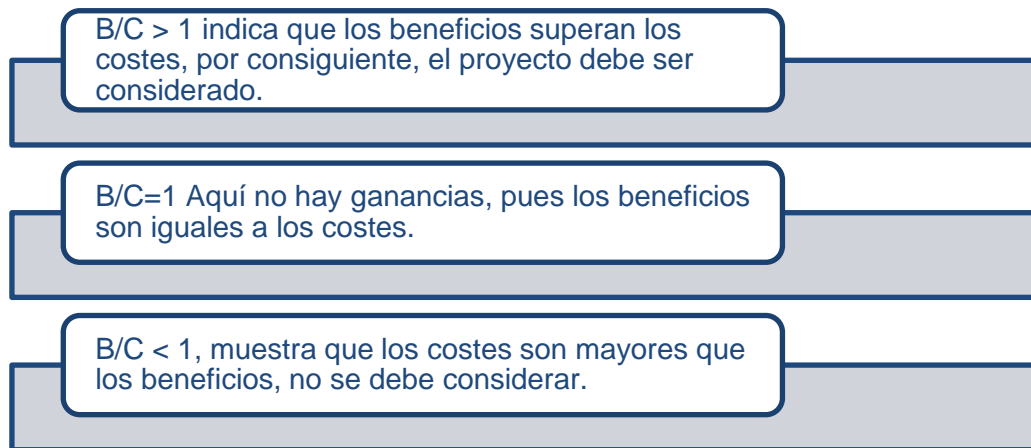 B/C > 1 indica que los beneficios superan los
costes, por consiguiente, el proyecto debe ser
considerado.
B/C=1 Aquí no hay ganancias, pues los beneficios
son iguales a los costes.
B/C < 1, muestra que los costes son mayores que
los beneficios, no se debe considerar.